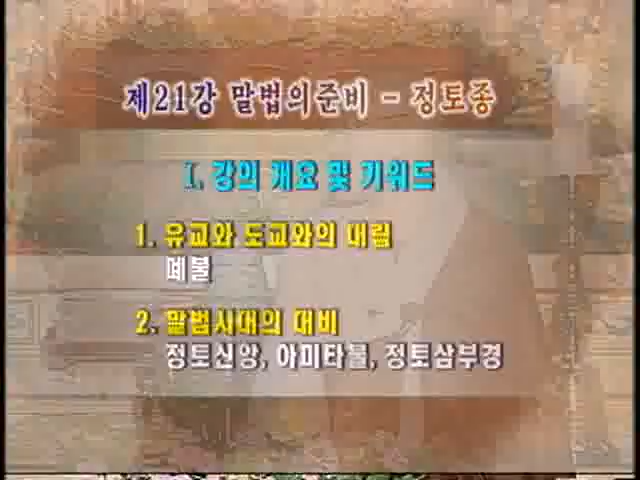 제21강 말법의준비 - 정토종
I. 강의 개요 및 키워드
1. 유교와 도교와의 대립
예불
2. 말법시대의 대비
정토신앙, 아미타불, 정토삼부경